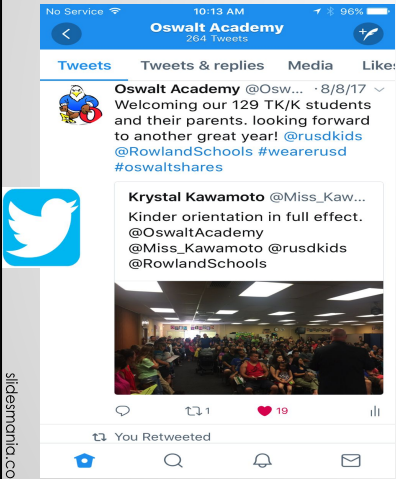 No Service 10:13 AM 96%
Oswalt Academy
264 Tweets
Tweets Tweets & replies Media Likes
Oswalt Academy @Osw... · 8/8/17
Welcoming our 129 TK/K students
and their parents. looking forward
to another great year! @rusdkids
@RowlandSchools #wearerusd
#oswaltshares
Krystal Kawamoto @Miss_Kaw...
Kinder orientation in full effect.
@OswaltAcademy
@Miss_Kawamoto @rusdkids
@RowlandSchools
1 19
You Retweeted
slidesmania.co